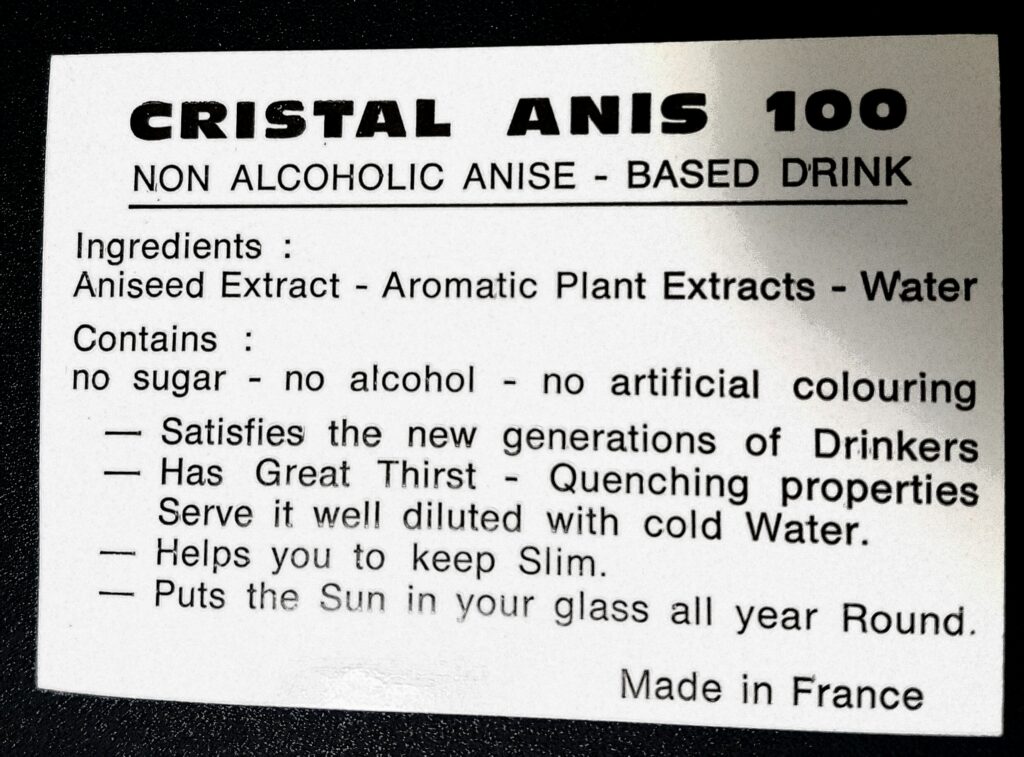 CRISTAL ANIS 100
NON ALCOHOLIC ANISE - BASED DRINK
Ingredients :
Aniseed Extract - Aromatic Plant Extracts - Water
Contains :
no sugar - no alcohol - no artificial colouring
— Satisfies the new generations of Drinkers
— Has Great Thirst - Quenching properties
Serve it well diluted with cold Water.
— Helps you to keep Slim.
— Puts the Sun in your glass all year Round.
Made in France